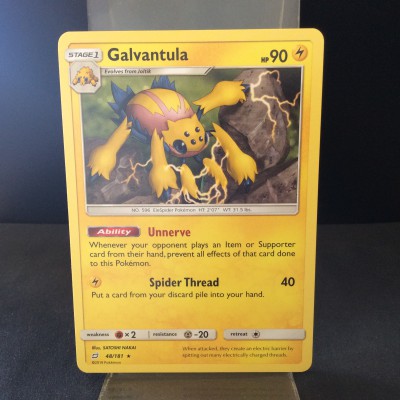 STAGE 1
Galvantula
HP 90
Evolves from Joltik
NO. 596 EleSpider Pokémon HT: 2'07" WT: 31.5 lbs
Ability Unnerve
Whenever your opponent plays an Item or Supporter
card from their hand, prevent all effects of that card done
to this Pokémon.
Spider Thread 40
Put a card from your discard pile into your hand.
weakness × 2 resistance -20 retreat
Illus. SATOSHI NAKAI
48/181 ★
©2019 Pokémon
When attacked, they create an electric barrier by
spitting out many electrically charged threads.